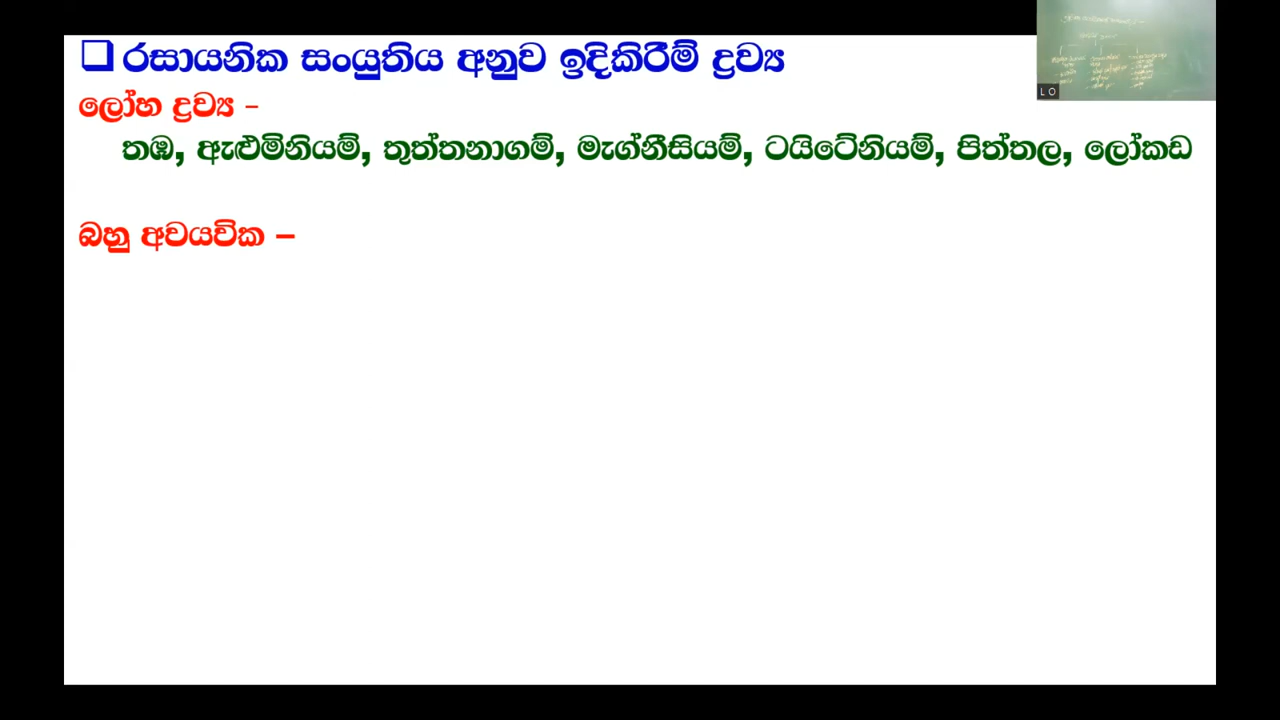 ❑ රසායනික සංයුතිය අනුව ඉදිකිරීම් ද්‍රව්‍ය
ලෝහ ද්‍රව්‍ය –
තඹ, ඇළුමිනියම්, තුත්තනාගම්, මැග්නීසියම්, ටයිටේනියම්, පිත්තල, ලෝකඩ
බහු අවයවික –
L O